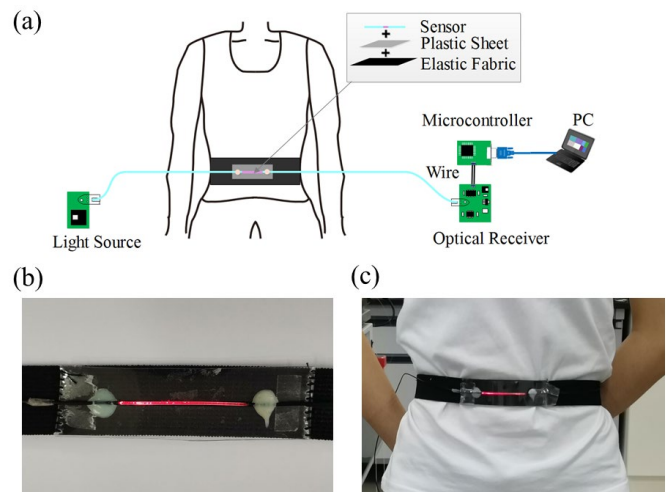 (a)
Sensor
+
Plastic Sheet
+
Elastic Fabric
Microcontroller
PC
Wire
Light Source
Optical Receiver
(b)
(c)